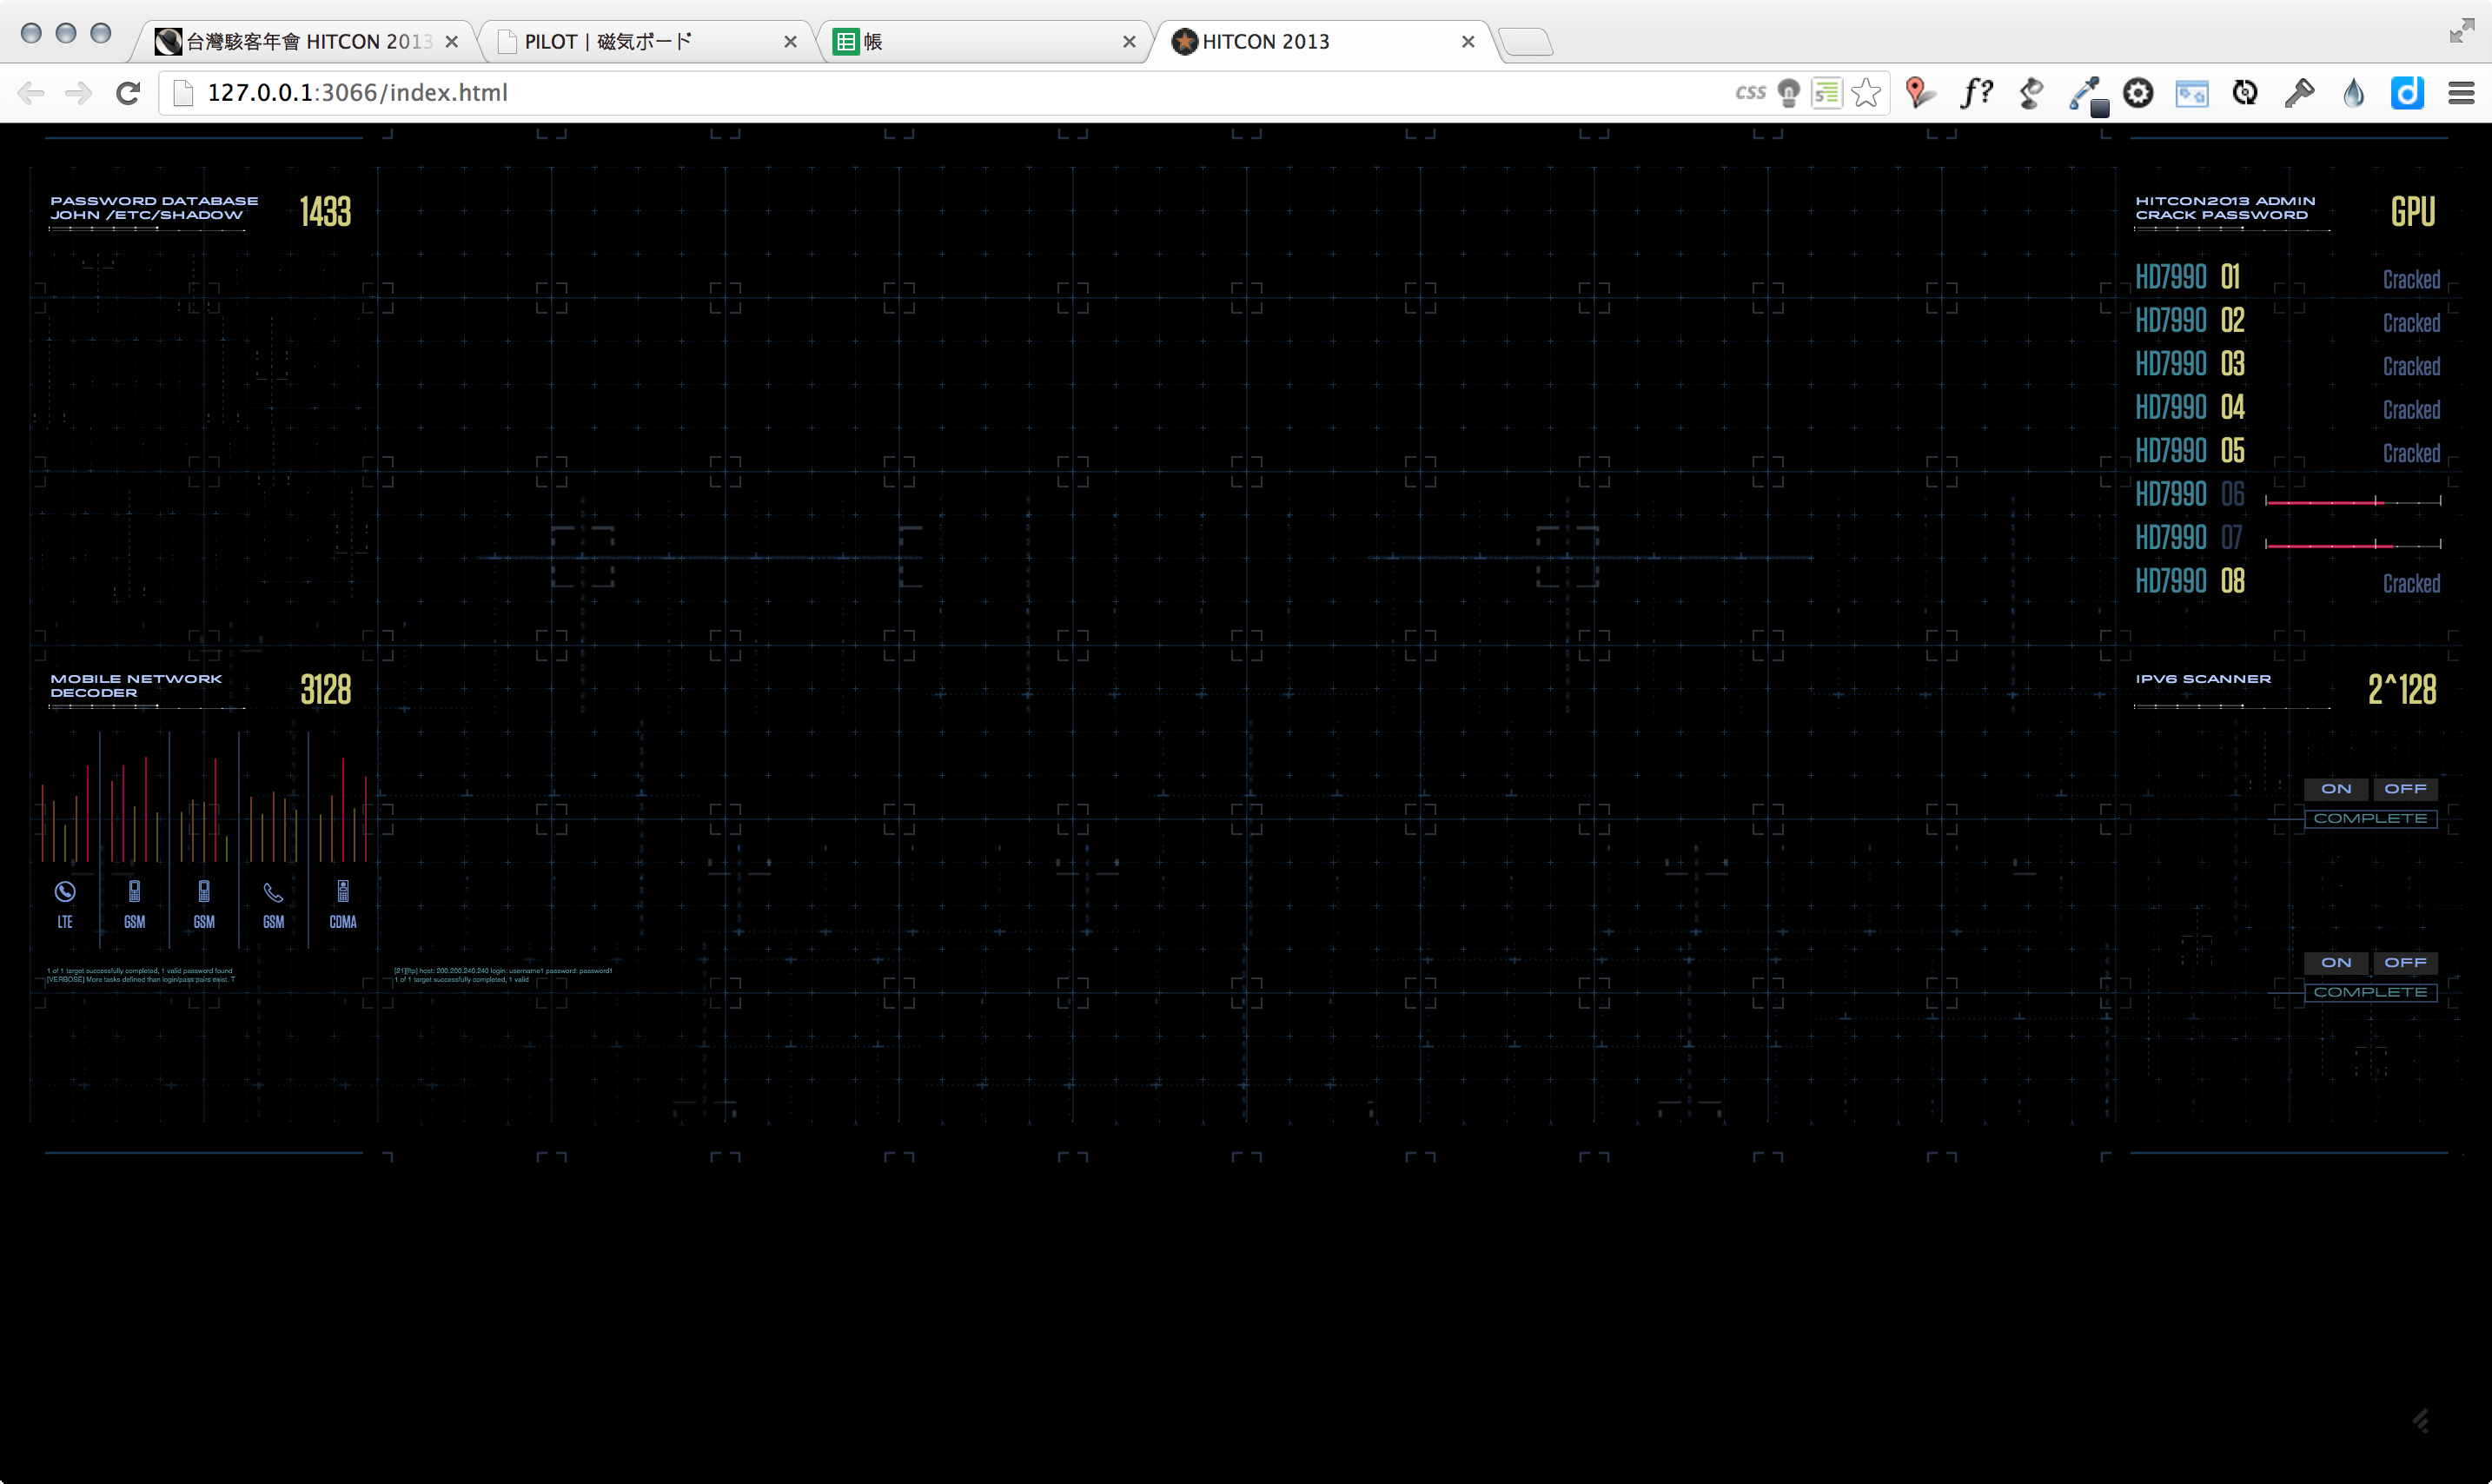 台灣駭客年會 HITCON 2013
PILOT | 磁気ボード
帳
HITCON 2013
127.0.0.1:3066/index.html
css
f?
PASSWORD DATABASE
JOHN /ETC/SHADOW
1433
HITCON2013 ADMIN
CRACK PASSWORD
GPU
HD7990 01 Cracked
HD7990 02 Cracked
HD7990 03 Cracked
HD7990 04 Cracked
HD7990 05 Cracked
HD7990 06
HD7990 07
HD7990 08 Cracked
MOBILE NETWORK
DECODER
3128
LTE GSM GSM GSM CDMA
1 of 1 target successfully completed, 1 valid password found
[VERBOSE] More tasks defined than login/pass pairs exist. T
[21][ftp] host: 200.200.240.240 login: username1 password: password1
1 of 1 target successfully completed, 1 valid
IPV6 SCANNER
2^128
ON OFF
COMPLETE
ON OFF
COMPLETE